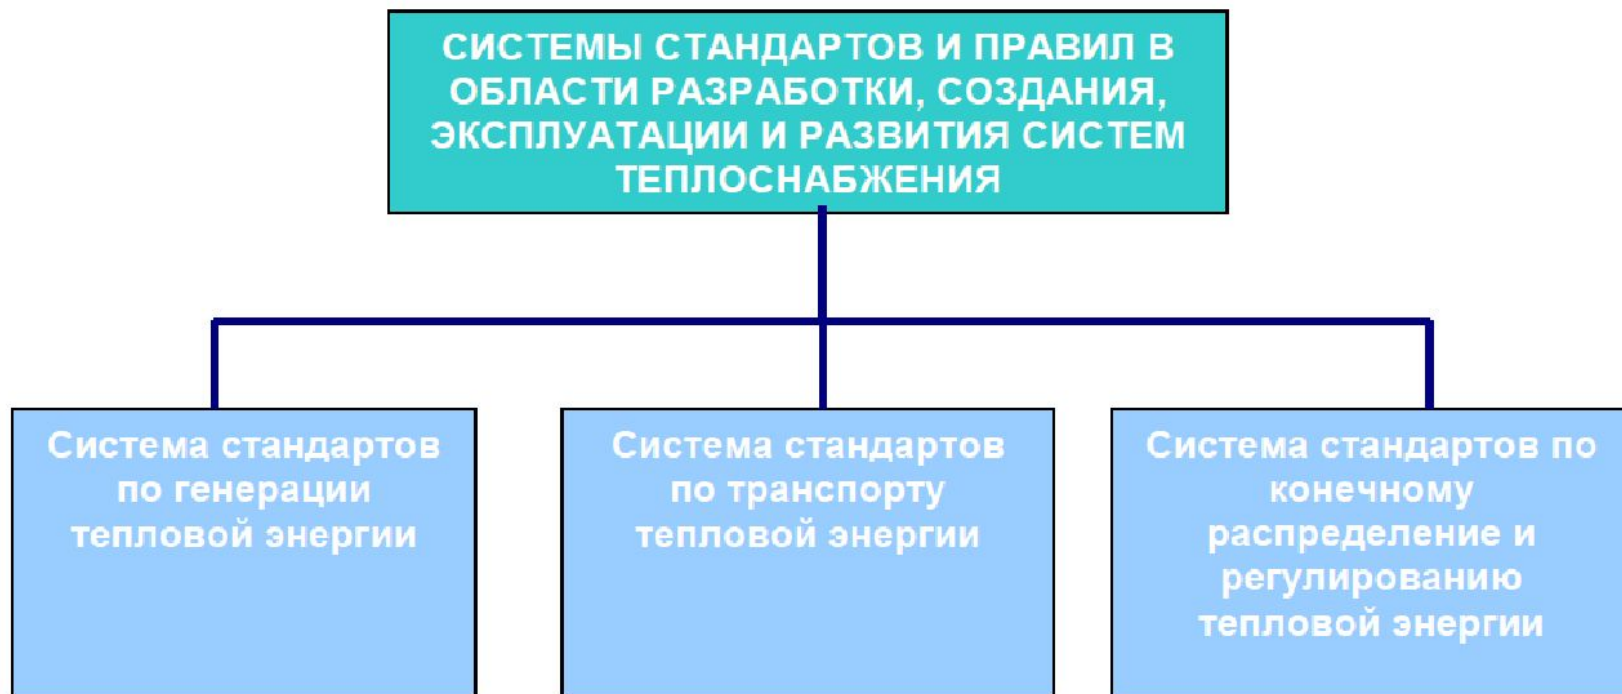 СИСТЕМЫ СТАНДАРТОВ И ПРАВИЛ В
ОБЛАСТИ РАЗРАБОТКИ, СОЗДАНИЯ,
ЭКСПЛУАТАЦИИ И РАЗВИТИЯ СИСТЕМ
ТЕПЛОСНАБЖЕНИЯ
Система стандартов
по генерации
тепловой энергии
Система стандартов
по транспорту
тепловой энергии
Система стандартов по
конечному
распределение и
регулированию
тепловой энергии